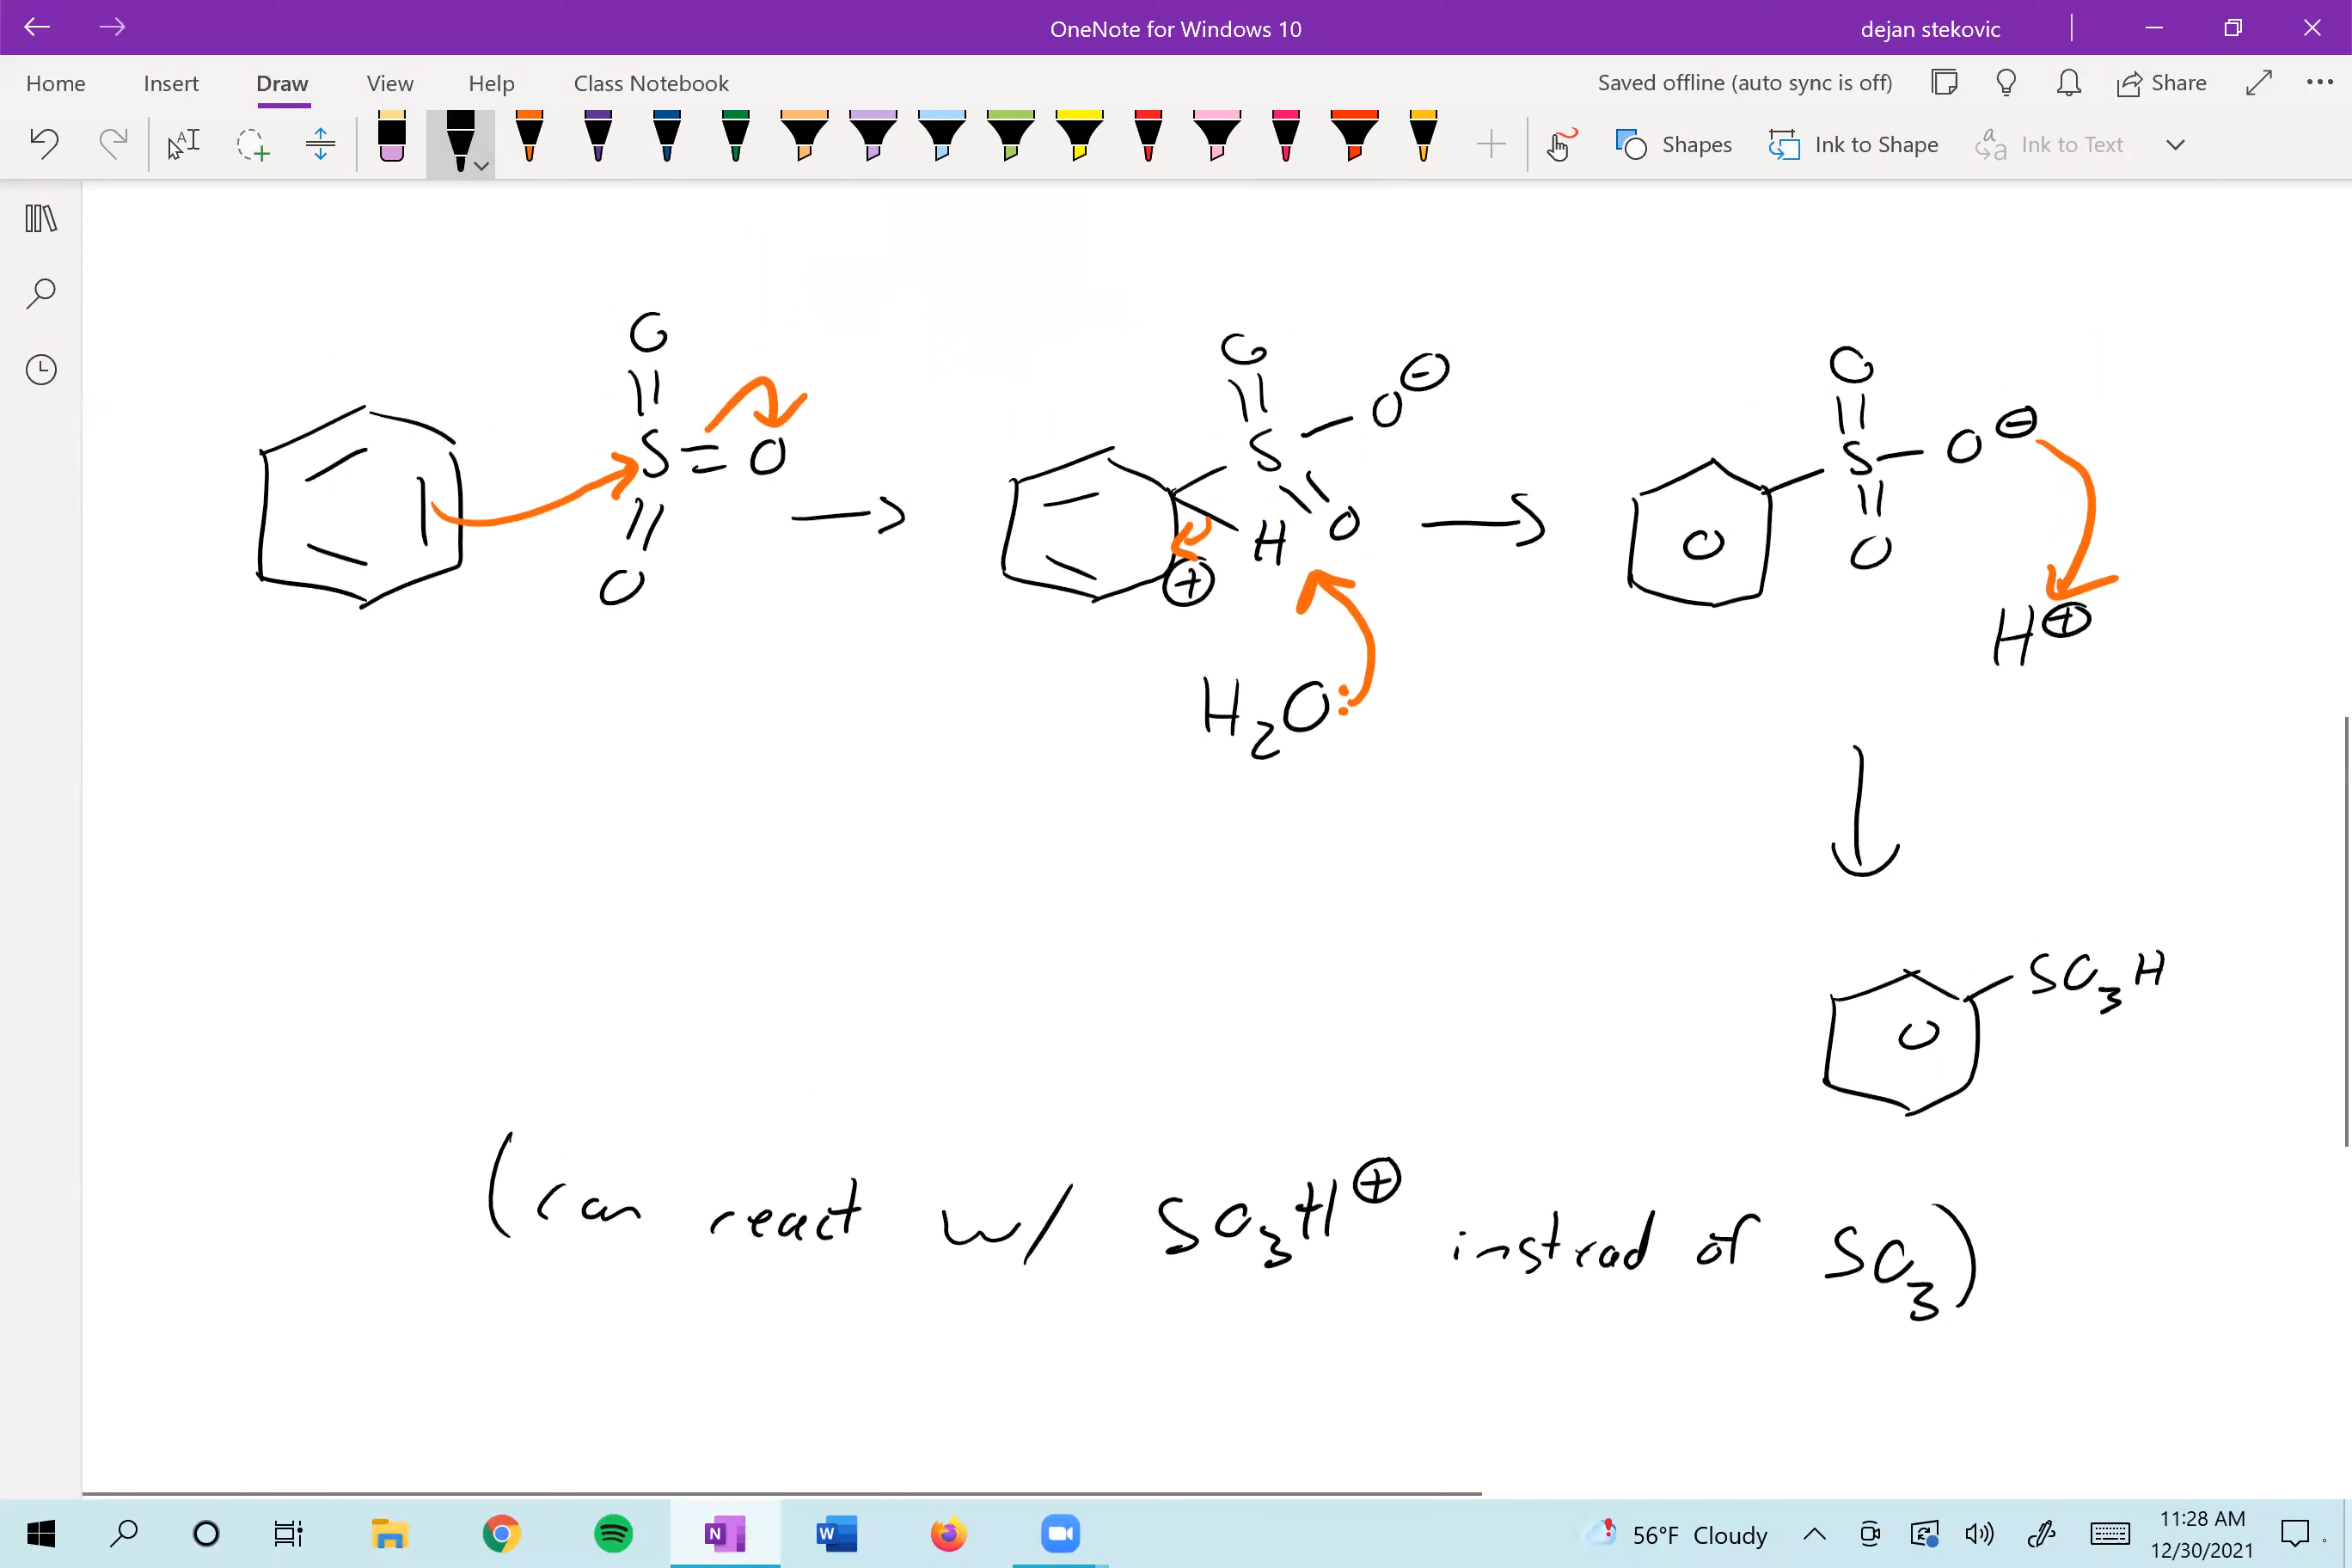 OneNote for Windows 10
dejan stekovic
Home Insert Draw View Help Class Notebook
Saved offline (auto sync is off) Share
Shapes Ink to Shape Ink to Text
O O O⊖ O
S=O S S-O⊖
O H O O
⊕ H⊕
H₂O:
SO₃H
(can react w/ SO₃H⊕ instead of SO₃)
56°F Cloudy
11:28 AM
12/30/2021